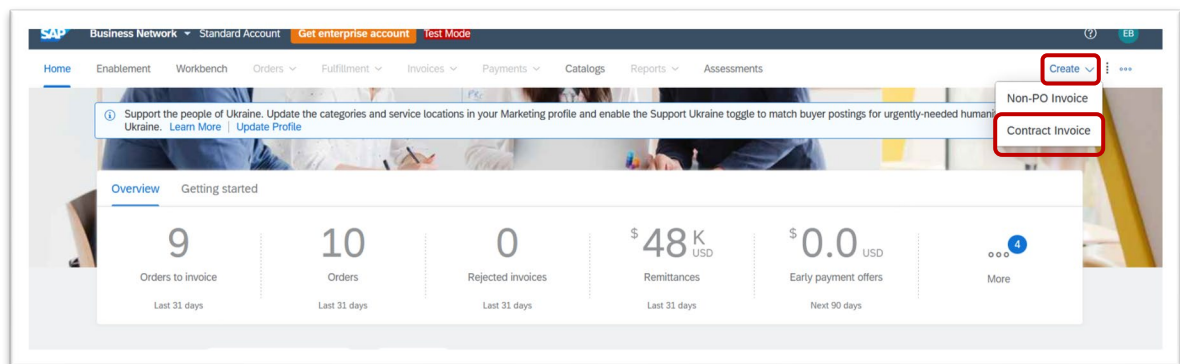 SAP Business Network Standard Account Get enterprise account Test Mode EB
Home Enablement Workbench Orders Fulfillment Invoices Payments Catalogs Reports Assessments Create
Non-PO Invoice
Contract Invoice
Support the people of Ukraine. Update the categories and service locations in your Marketing profile and enable the Support Ukraine toggle to match buyer postings for urgently-needed humani
Ukraine. Learn More | Update Profile
Overview Getting started
9 10 0 $48 K USD $0.0 USD 4
Orders to invoice Orders Rejected invoices Remittances Early payment offers More
Last 31 days Last 31 days Last 31 days Last 31 days Next 90 days